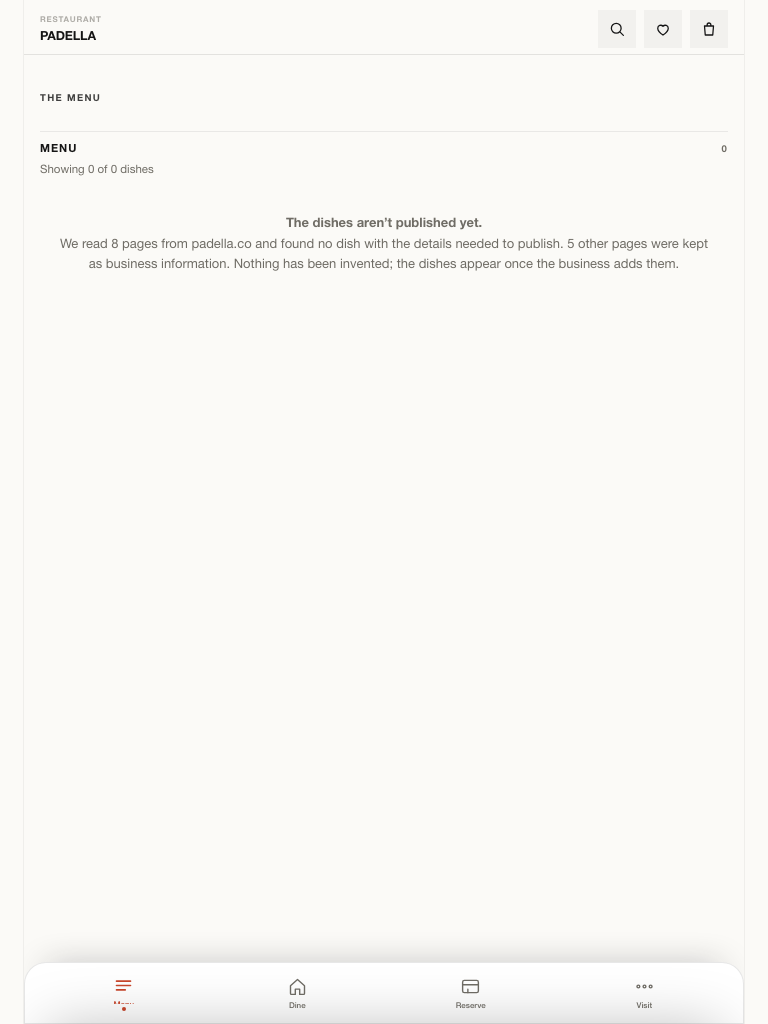 RESTAURANT
PADELLA
THE MENU
MENU
0
Showing 0 of 0 dishes
The dishes aren't published yet.
We read 8 pages from padella.co and found no dish with the details needed to publish. 5 other pages were kept
as business information. Nothing has been invented; the dishes appear once the business adds them.
Dine
Reserve
Visit